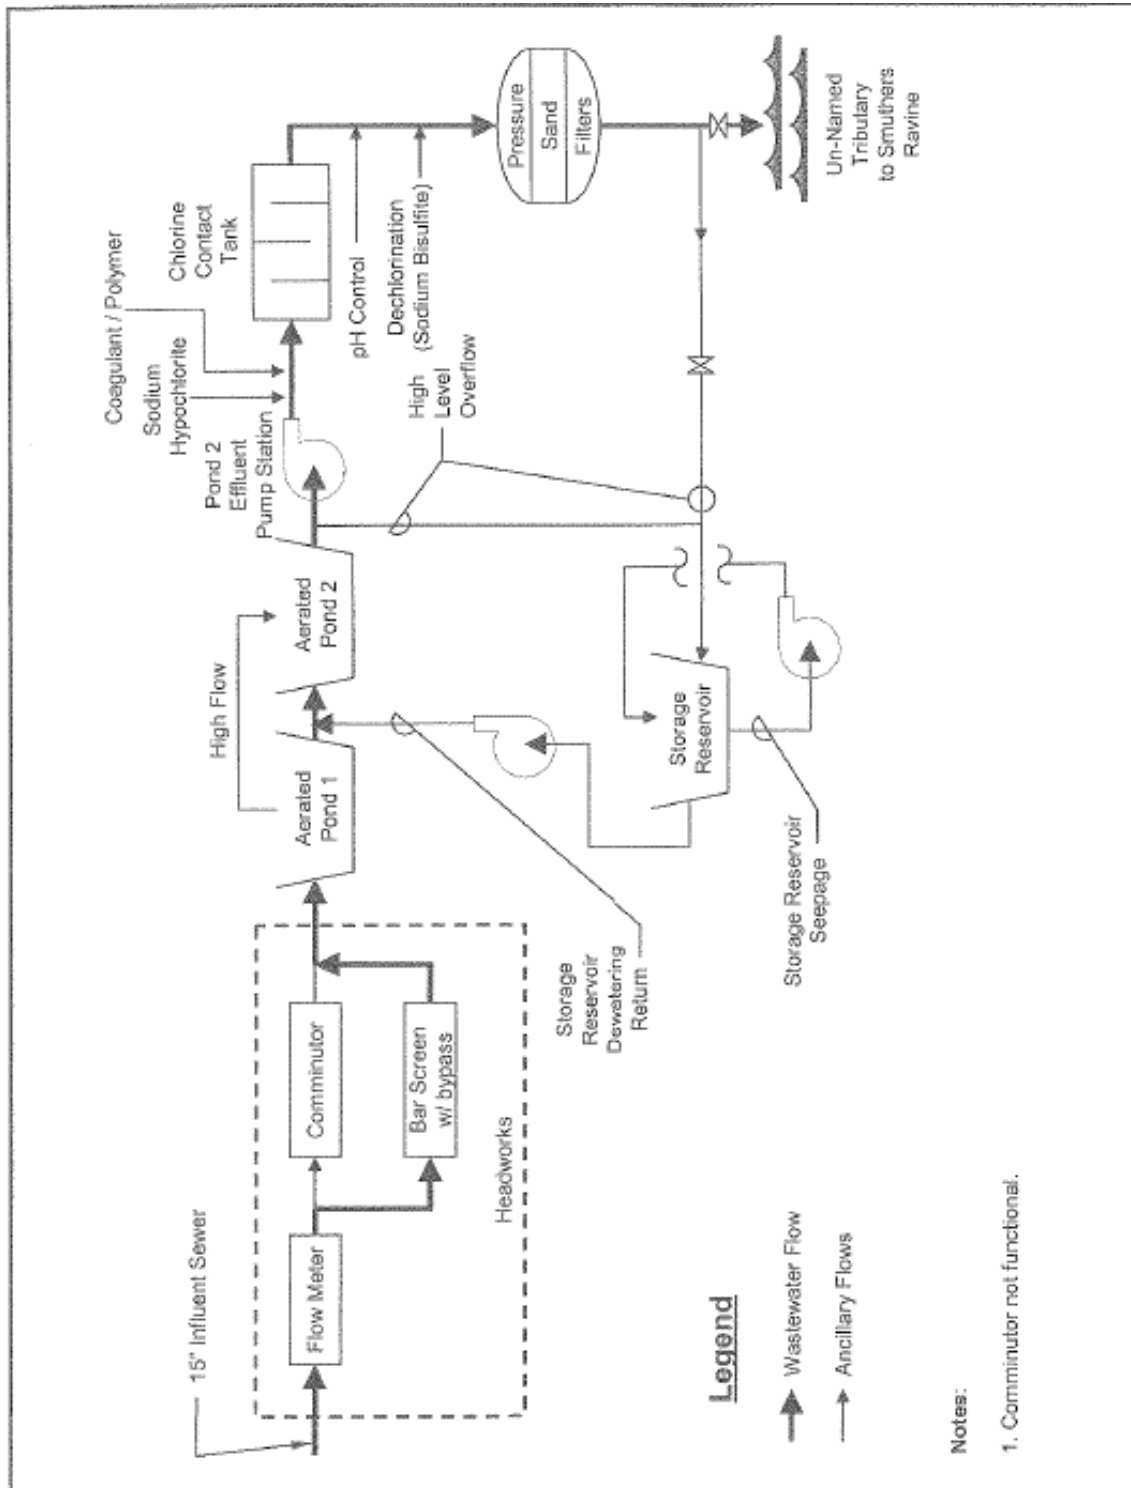 15" Influent Sewer
Flow Meter
Comminutor
Bar Screen
w/ bypass
Headworks
Aerated
Pond 1
High Flow
Aerated
Pond 2
Pond 2
Effluent
Pump Station
Sodium
Hypochlorite
Coagulant / Polymer
Chlorine
Contact
Tank
pH Control
Dechlorination
(Sodium Bisulfite)
High
Level
Overflow
Pressure
Sand
Filters
Un-Named
Tributary
to Smuthers
Ravine
Storage
Reservoir
Dewatering
Return
Storage
Reservoir
Storage Reservoir
Seepage
Legend
Wastewater Flow
Ancillary Flows
Notes:
1. Comminutor not functional.